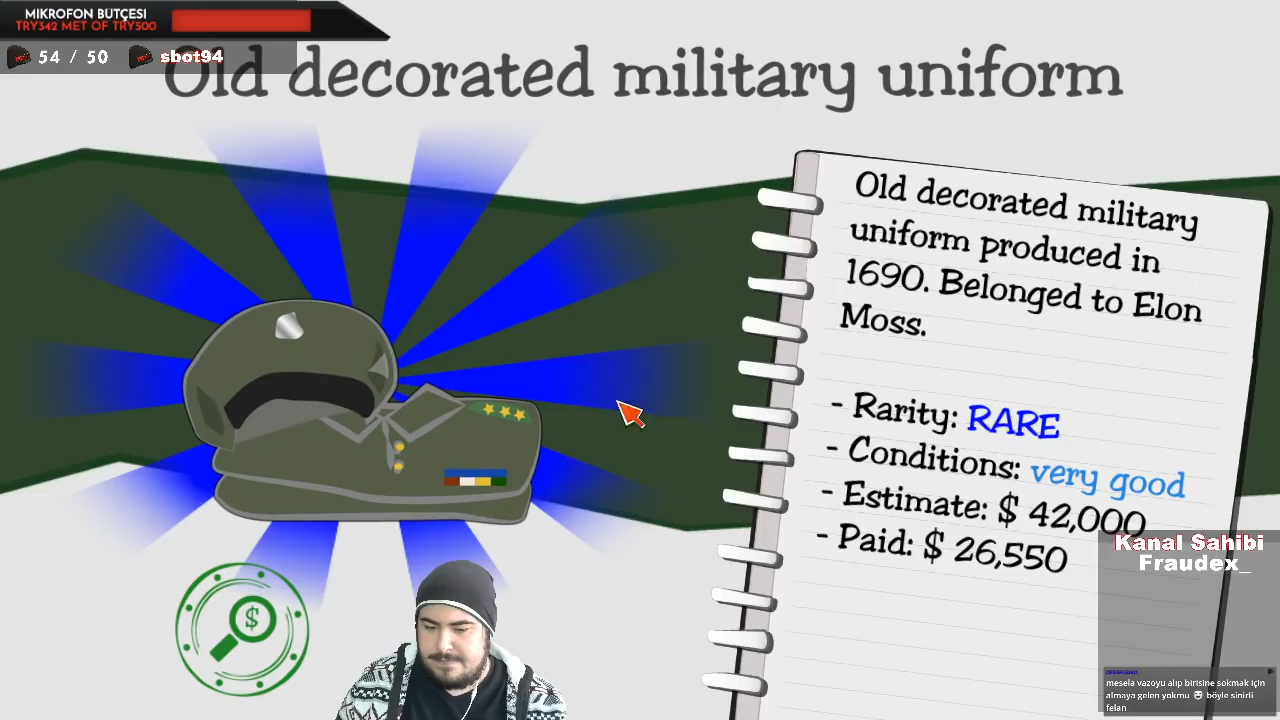 MIKROFON BUTÇESI
TRY342 MET OF TRY500
54 / 50 sbot94
Old decorated military uniform
Old decorated military
uniform produced in
1690. Belonged to Elon
Moss.
- Rarity: RARE
- Conditions: very good
- Estimate: $ 42,000
- Paid: $ 26,550
$
Kanal Sahibi
Fraudex_
mesela vazoyu alıp birisine sokmak için
almaya gelen yokmu böyle sinirli
felan